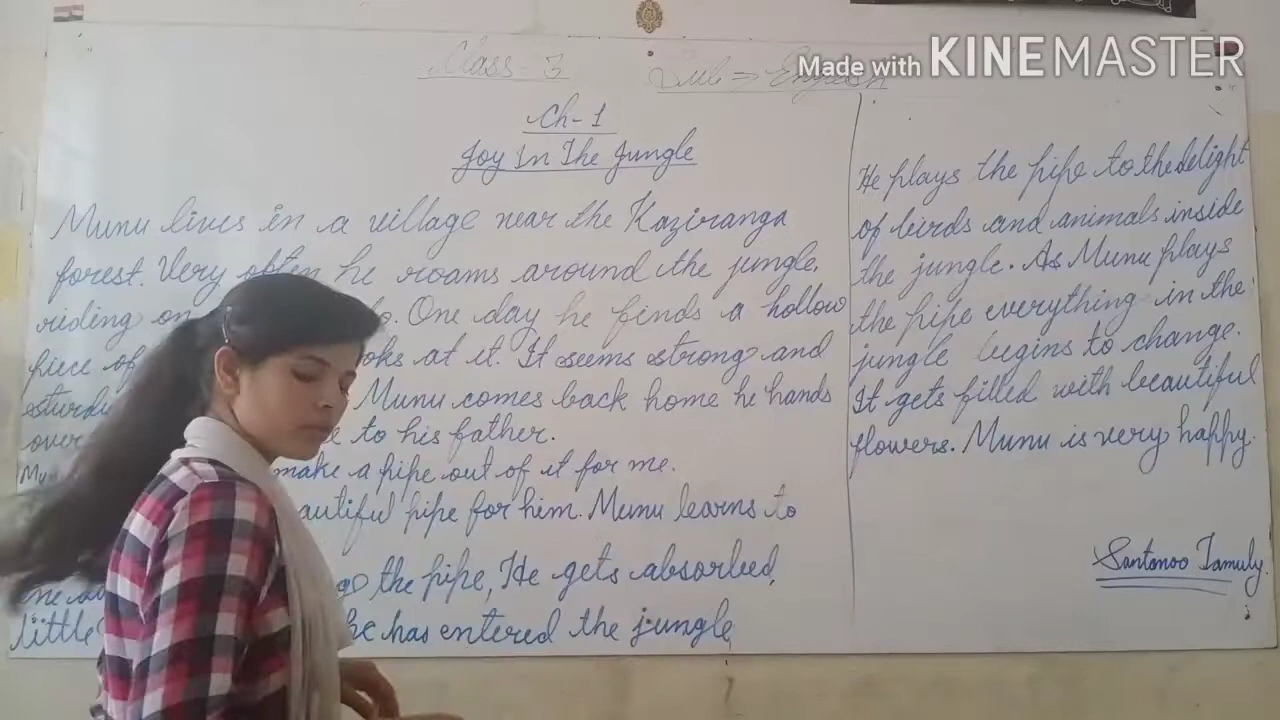 Made with KINEMASTER
Class - 3
Sub => English
Ch-1
Joy In The Jungle
Munu lives in a village near the Kaziranga
forest. Very often he roams around the jungle,
riding on . One day he finds a hollow
piece of at it. It seems strong and
Munu comes back home he hands
over to his father.
make a pipe out of it for me.
pipe for him. Munu learns to
the pipe, He gets absorbed,
little he has entered the jungle
He plays the pipe to the delight
of birds and animals inside
the jungle. As Munu plays
the pipe everything in the
jungle begins to change.
It gets filled with beautiful
flowers. Munu is very happy.
Santonoo Tamuly.